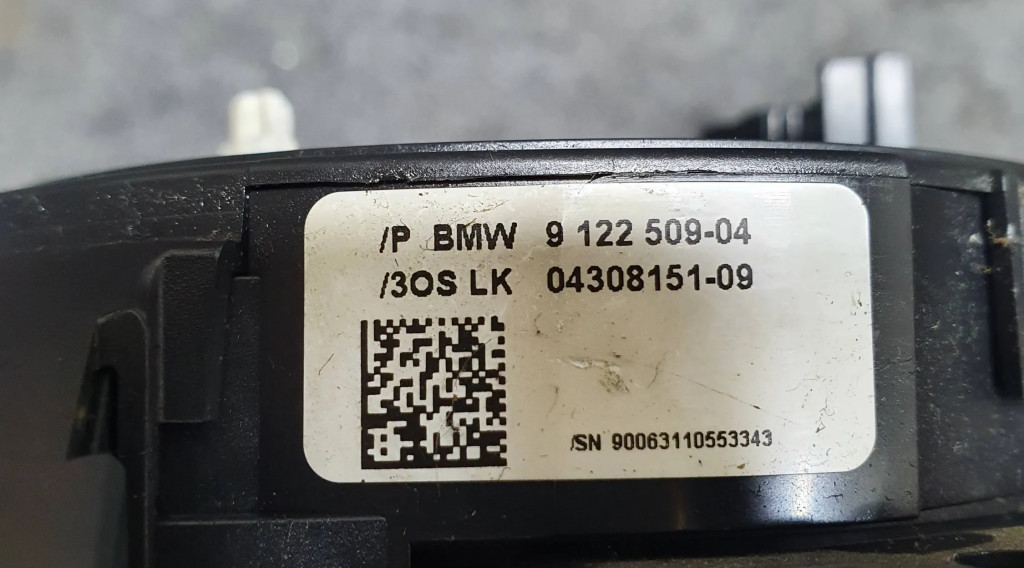 /P BMW 9 122 509-04
/3OS LK 04308151-09
/SN 90063110553343